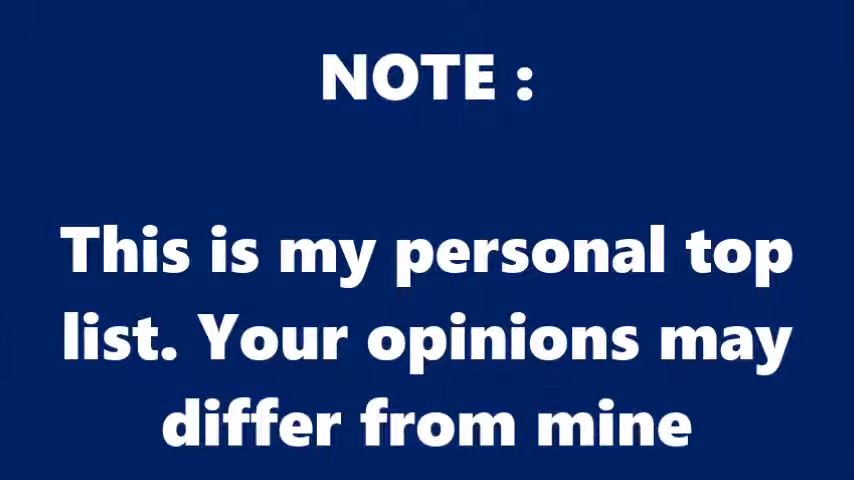 NOTE :
This is my personal top
list. Your opinions may
differ from mine